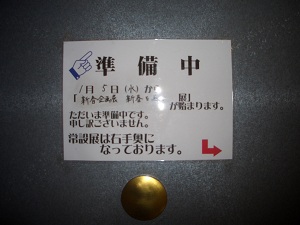 準備中
1月5日(水)から
「新春企画展 新春 展」
が始まります。
ただいま準備中です。
申し訳ございません。
常設展は右手奥に
なっております。